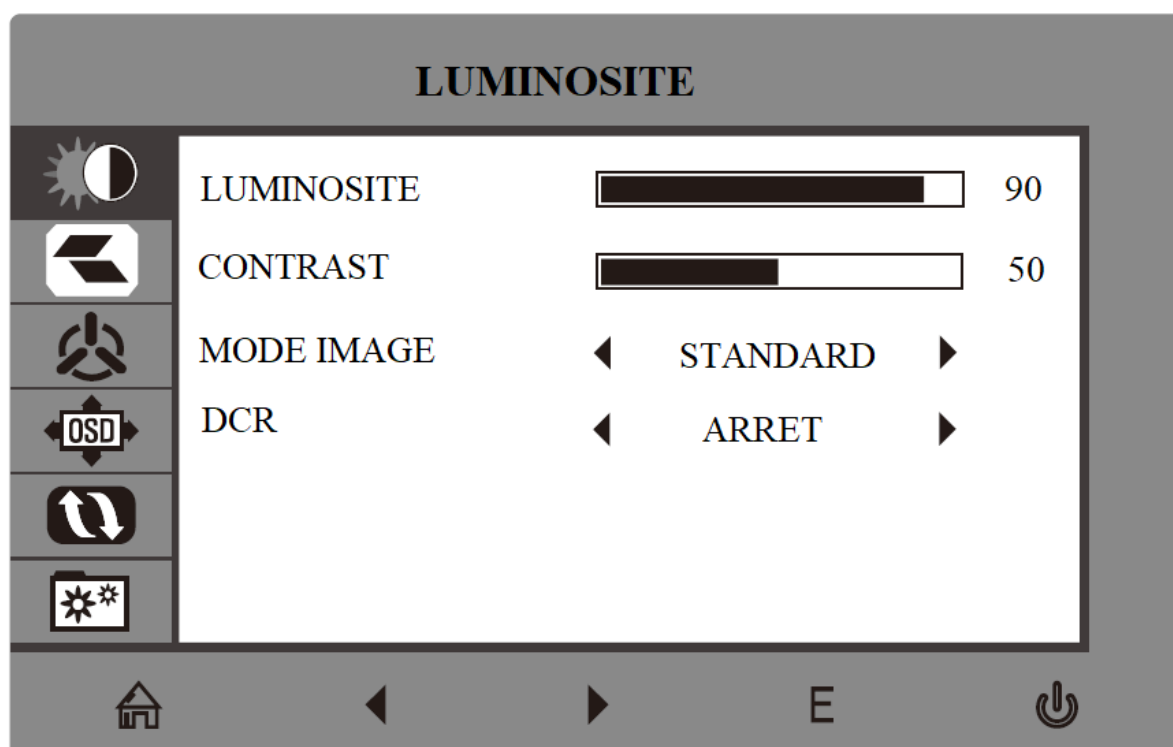 LUMINOSITE
LUMINOSITE 90
CONTRAST 50
MODE IMAGE STANDARD
DCR ARRET
OSD
E